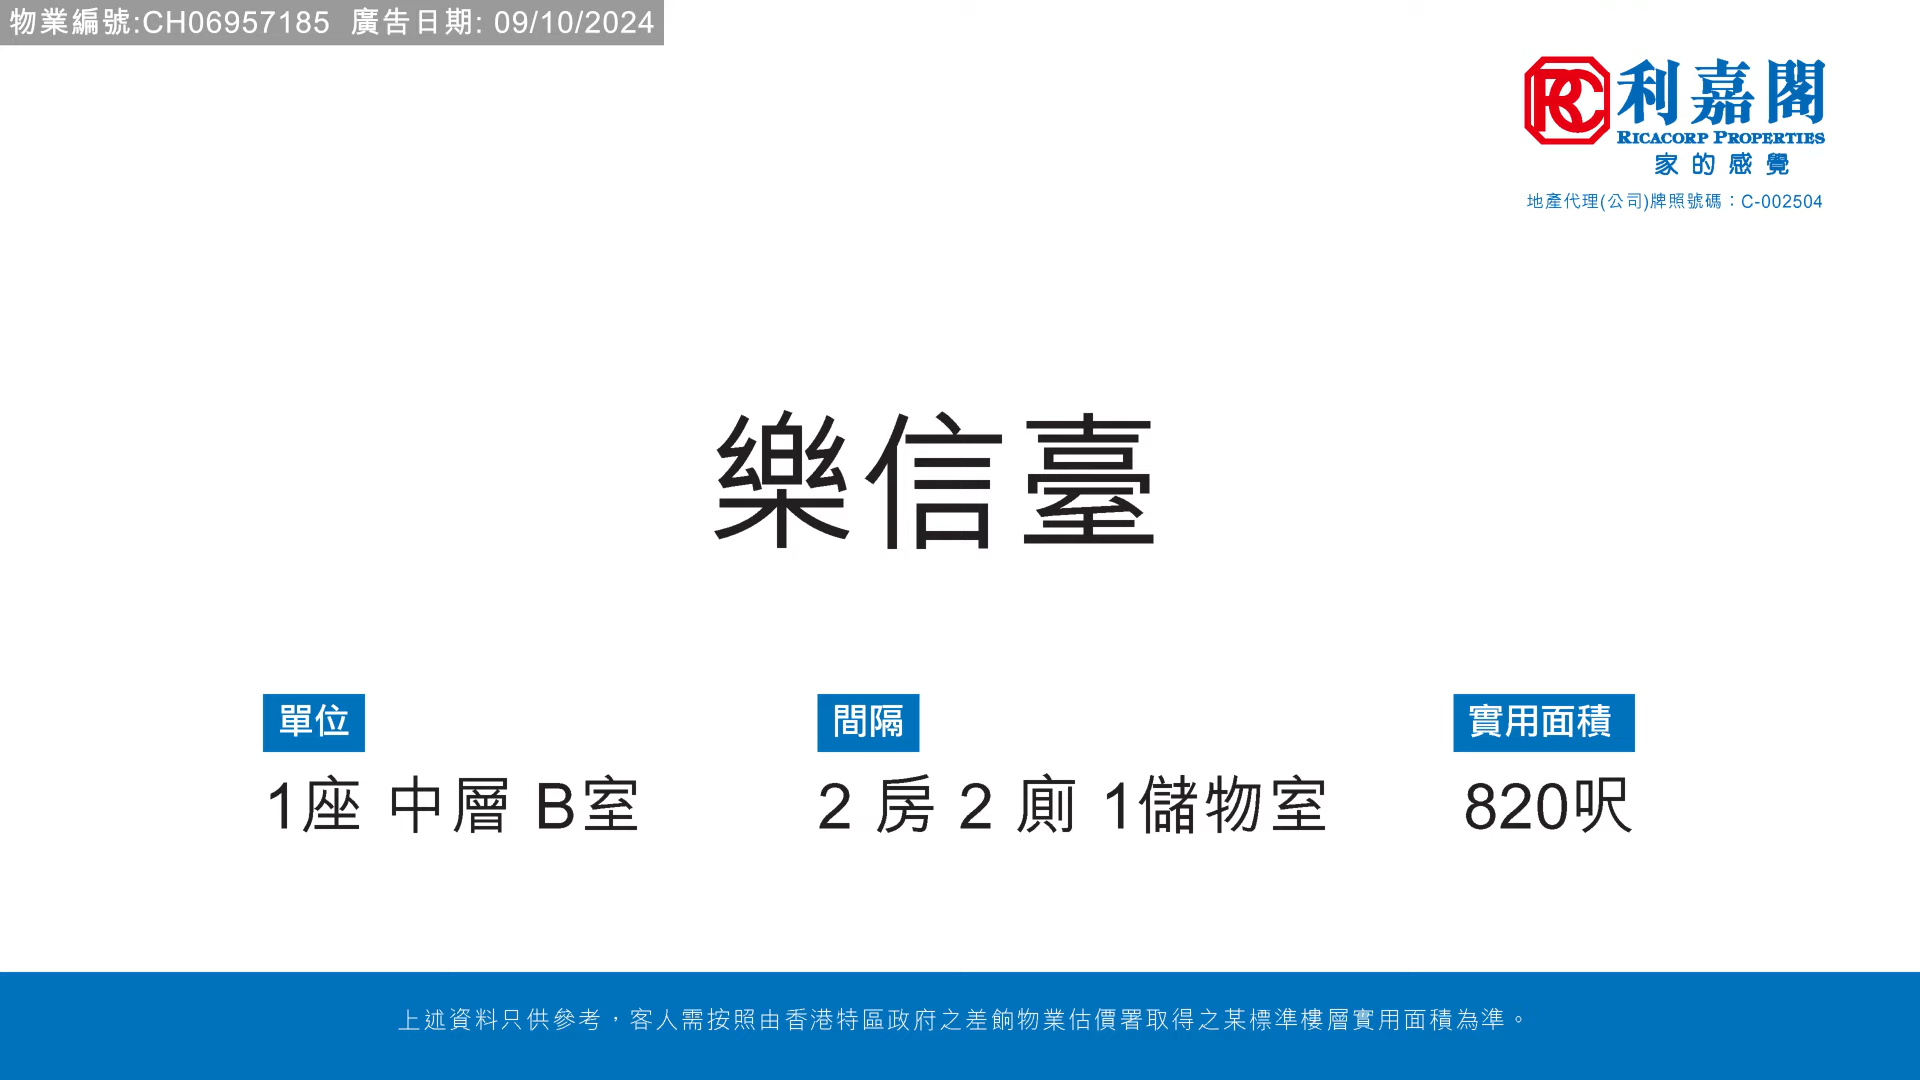 物業編號:CH06957185 廣告日期: 09/10/2024
RC 利嘉閣
RICACORP PROPERTIES
家的感覺
地產代理(公司)牌照號碼：C-002504
樂信臺
單位
1座 中層 B室
間隔
2 房 2 廁 1儲物室
實用面積
820呎
上述資料只供參考，客人需按照由香港特區政府之差餉物業估價署取得之某標準樓層實用面積為準。